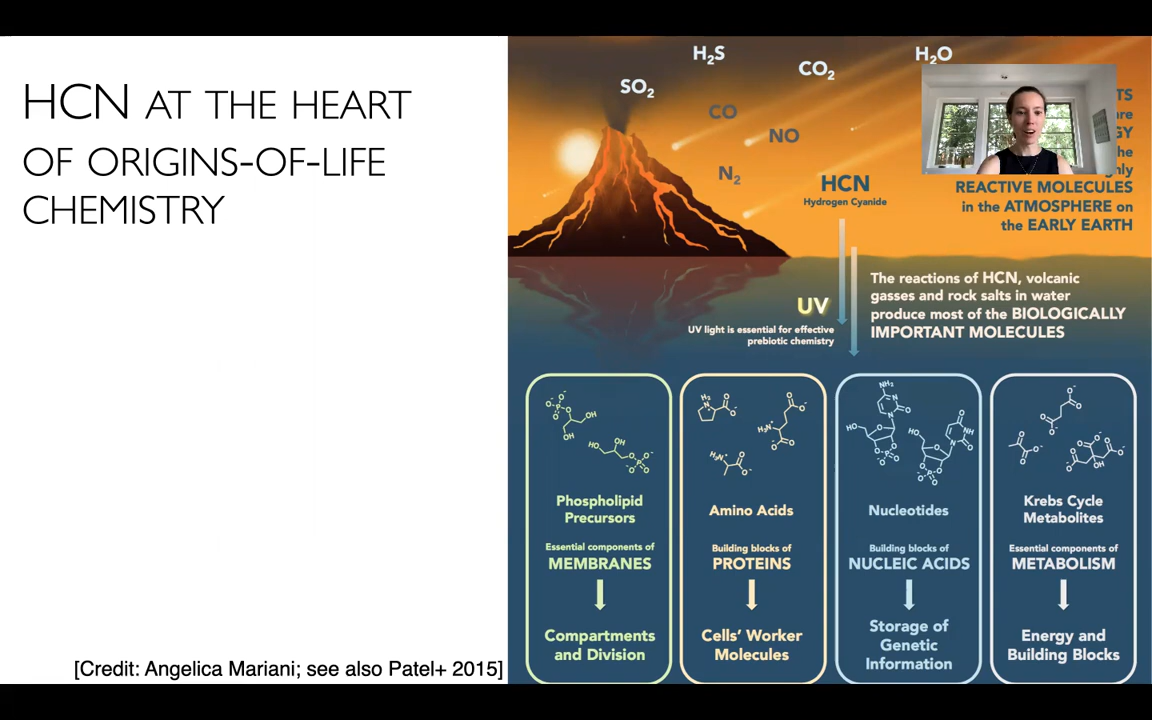 HCN AT THE HEART
OF ORIGINS-OF-LIFE
CHEMISTRY
[Credit: Angelica Mariani; see also Patel+ 2015]
H₂S
H₂O
CO₂
SO₂
CO
NO
N₂
HCN
Hydrogen Cyanide
REACTIVE MOLECULES
in the ATMOSPHERE on
the EARLY EARTH
The reactions of HCN, volcanic
gasses and rock salts in water
produce most of the BIOLOGICALLY
IMPORTANT MOLECULES
UV
UV light is essential for effective
prebiotic chemistry
Phospholipid
Precursors
Essential components of
MEMBRANES
Compartments
and Division
Amino Acids
Building blocks of
PROTEINS
Cells' Worker
Molecules
Nucleotides
Building blocks of
NUCLEIC ACIDS
Storage of
Genetic
Information
Krebs Cycle
Metabolites
Essential components of
METABOLISM
Energy and
Building Blocks